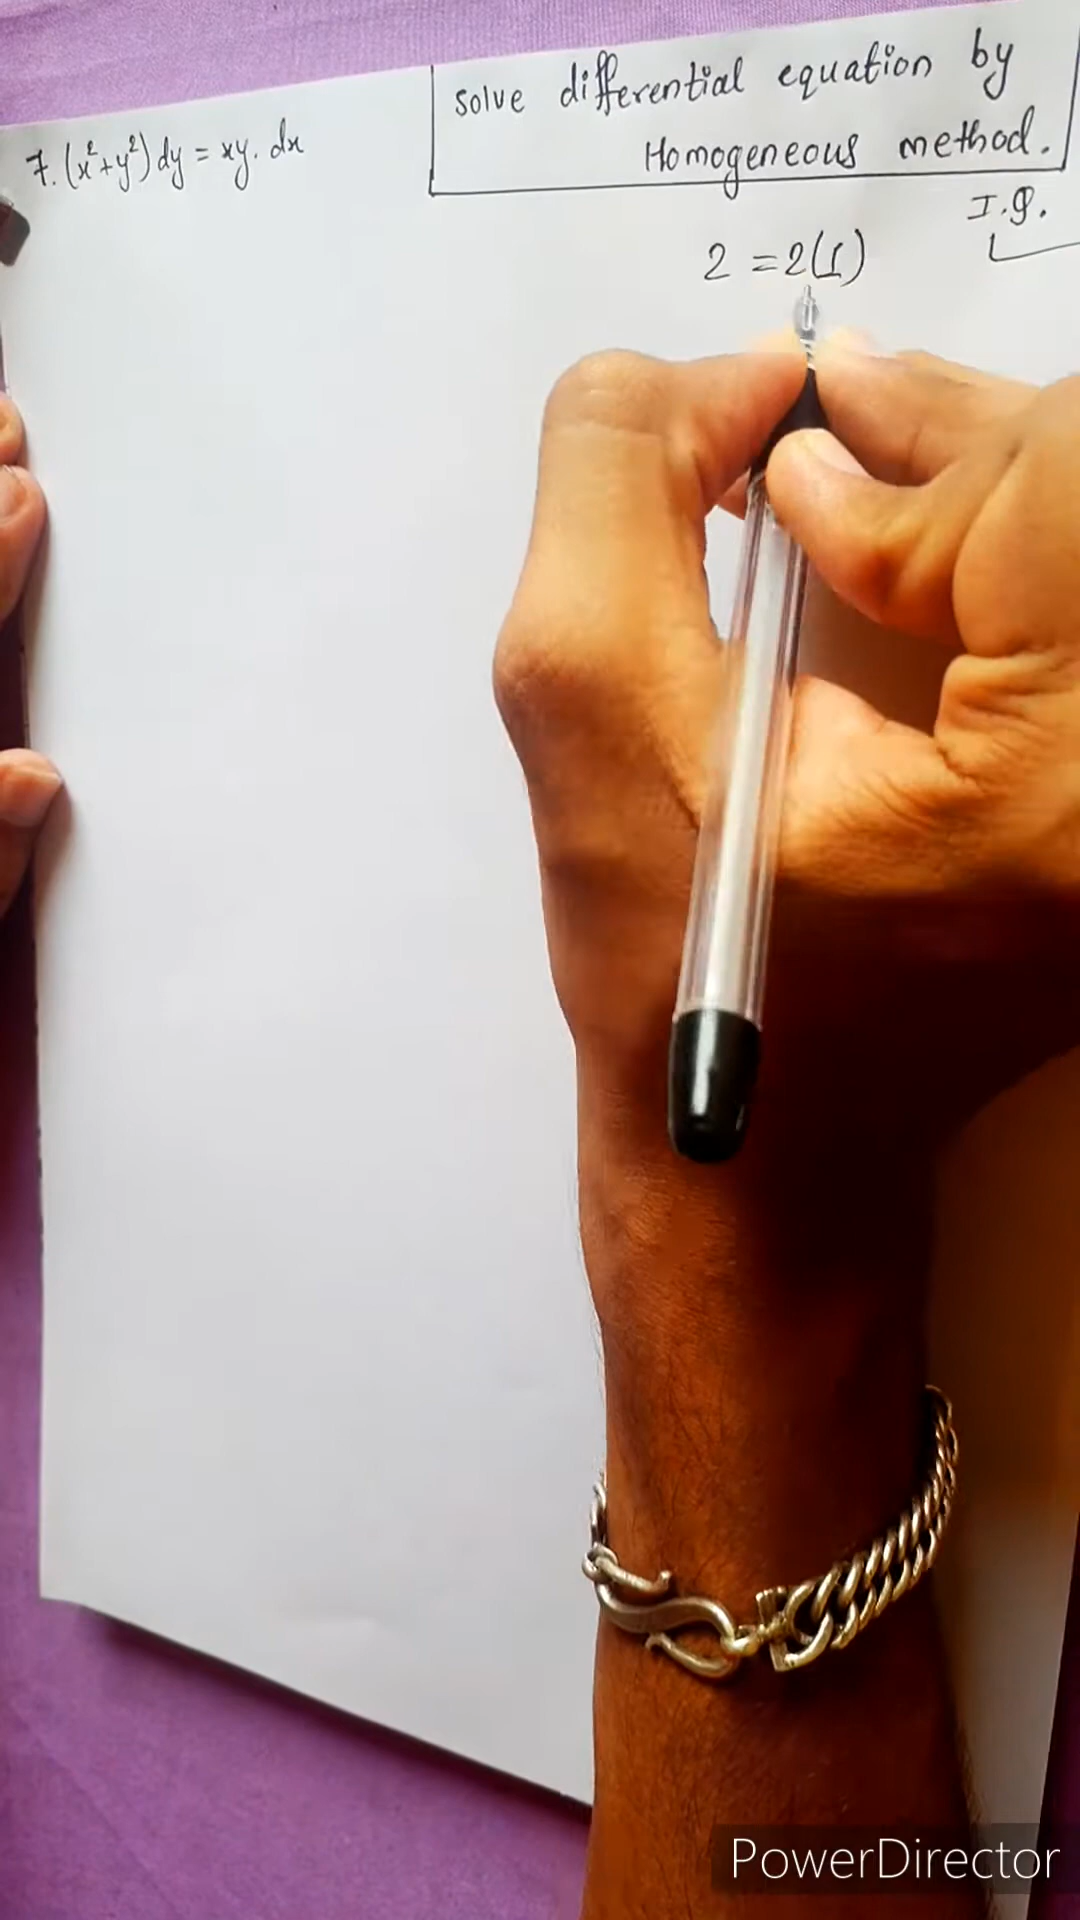 solve differential equation by
Homogeneous method.
7. (x²+y²) dy = xy. dx
I.g.
2 = 2(1)
PowerDirector